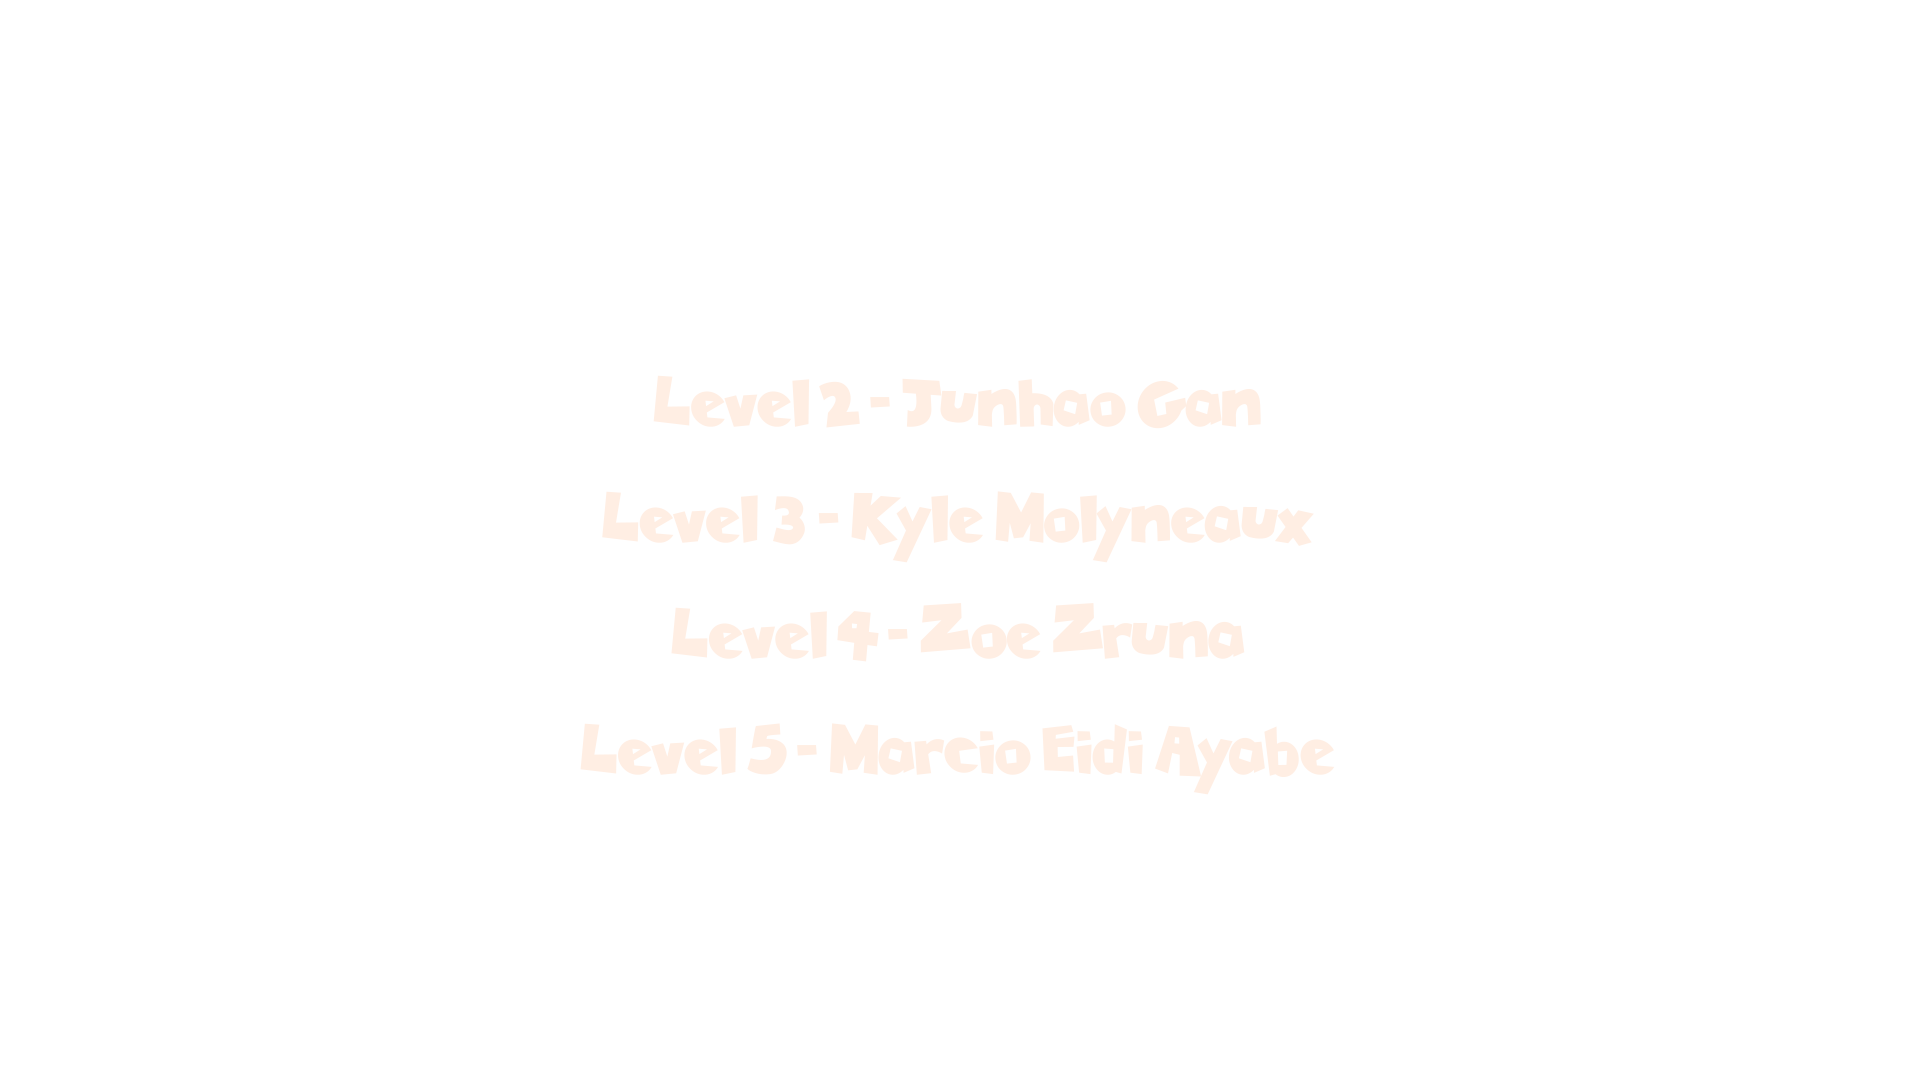 Level 2 - Junhao Gan
Level 3 - Kyle Molyneaux
Level 4 - Zoe Zruna
Level 5 - Marcio Eidi Ayabe